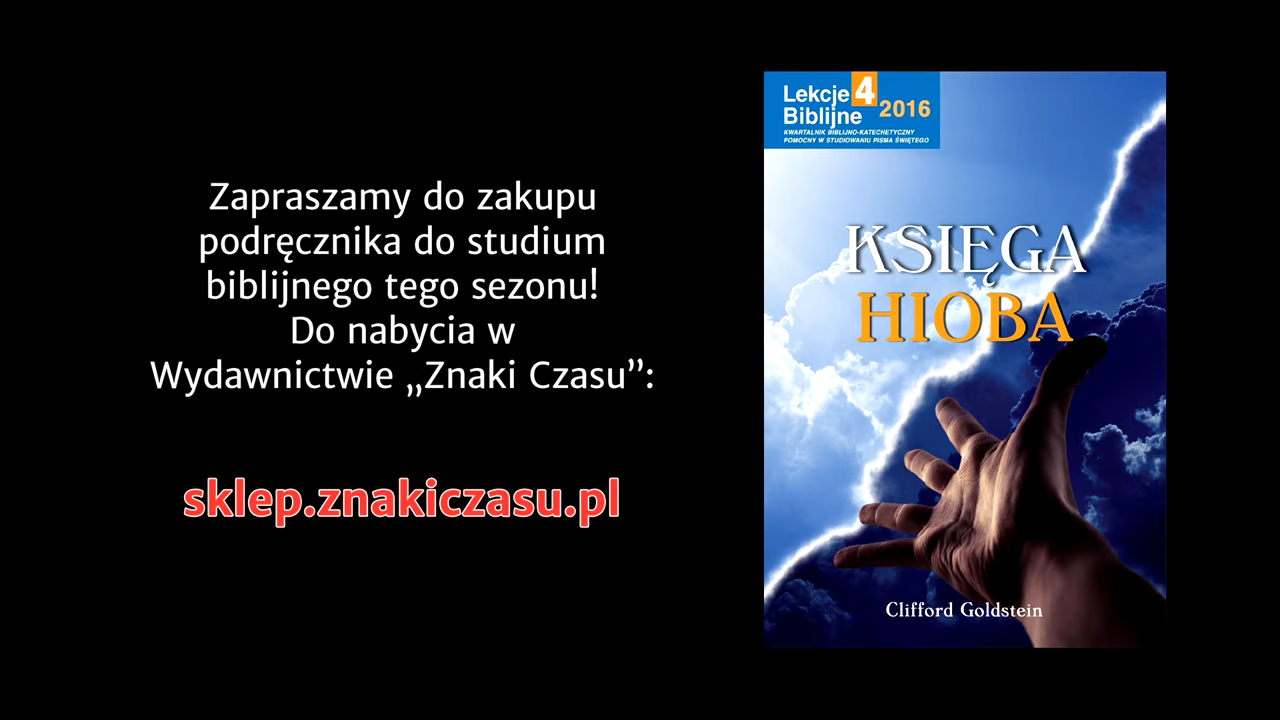 Zapraszamy do zakupu
podręcznika do studium
biblijnego tego sezonu!
Do nabycia w
Wydawnictwie „Znaki Czasu”:
sklep.znakiczasu.pl
Lekcje 4 2016
Biblijne
KWARTALNIK BIBLIJNO-KATECHETYCZNY
POMOCNY W STUDIOWANIU PISMA ŚWIĘTEGO
KSIĘGA
HIOBA
Clifford Goldstein